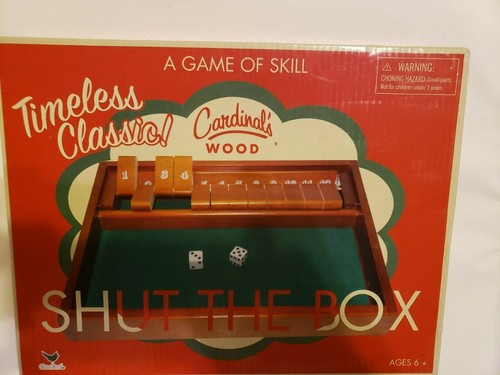 A GAME OF SKILL
⚠ WARNING:
CHOKING HAZARD-Small parts.
Not for children under 3 years.
Timeless
Classic!
Cardinal's
WOOD
SHUT THE BOX
AGES 6 +